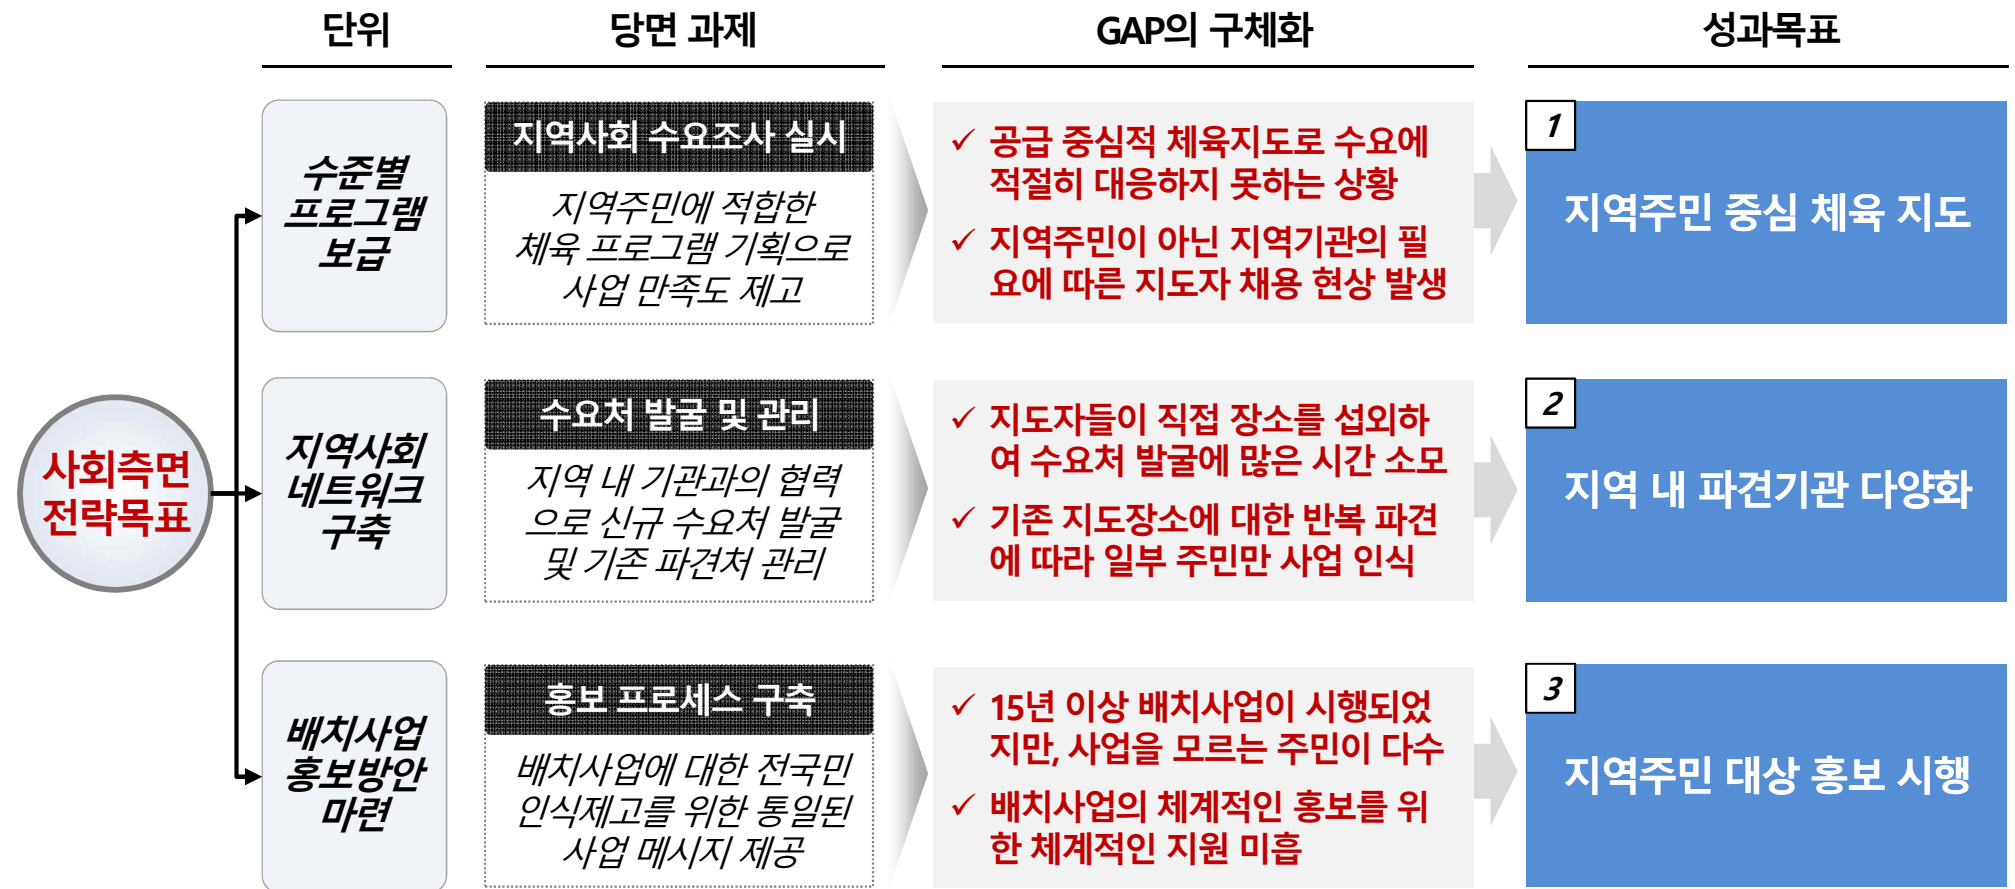 단위
당면 과제
GAP의 구체화
성과목표
사회측면
전략목표
수준별
프로그램
보급
지역사회 수요조사 실시
지역주민에 적합한
체육 프로그램 기획으로
사업 만족도 제고
✓ 공급 중심적 체육지도로 수요에
적절히 대응하지 못하는 상황
✓ 지역주민이 아닌 지역기관의 필
요에 따른 지도자 채용 현상 발생
1
지역주민 중심 체육 지도
지역사회
네트워크
구축
수요처 발굴 및 관리
지역 내 기관과의 협력
으로 신규 수요처 발굴
및 기존 파견처 관리
✓ 지도자들이 직접 장소를 섭외하
여 수요처 발굴에 많은 시간 소모
✓ 기존 지도장소에 대한 반복 파견
에 따라 일부 주민만 사업 인식
2
지역 내 파견기관 다양화
배치사업
홍보방안
마련
홍보 프로세스 구축
배치사업에 대한 전국민
인식제고를 위한 통일된
사업 메시지 제공
✓ 15년 이상 배치사업이 시행되었
지만, 사업을 모르는 주민이 다수
✓ 배치사업의 체계적인 홍보를 위
한 체계적인 지원 미흡
3
지역주민 대상 홍보 시행